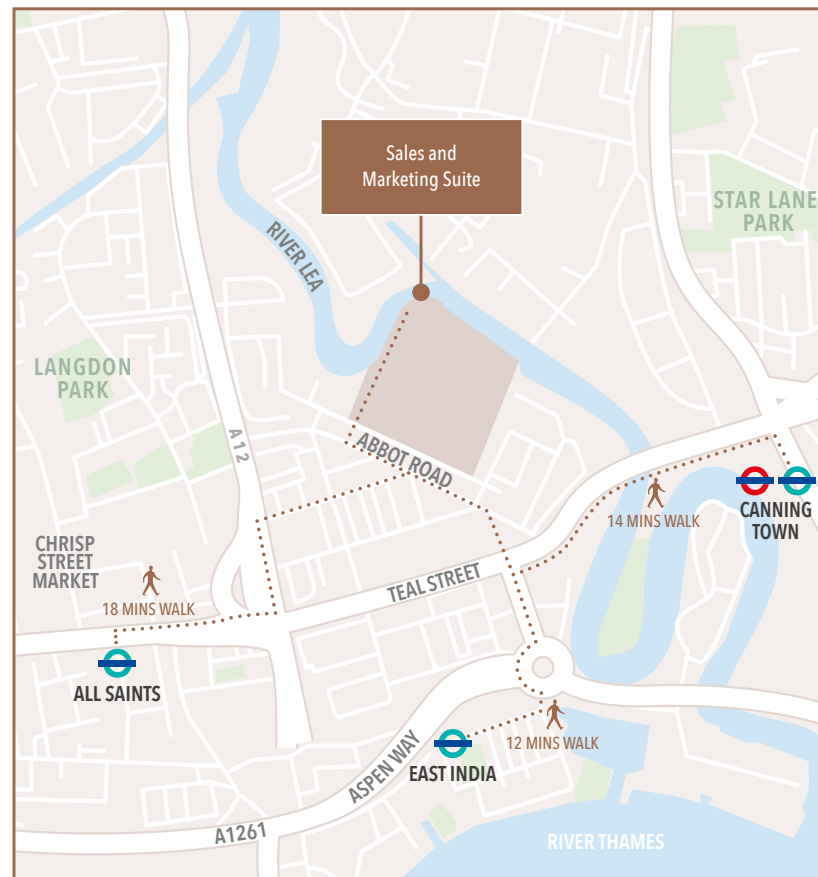 Sales and
Marketing Suite
STAR LANE
PARK
RIVER LEA
LANGDON
PARK
A12
ABBOT ROAD
CANNING
TOWN
14 MINS WALK
CHRISP
STREET
MARKET
18 MINS WALK
TEAL STREET
ALL SAINTS
12 MINS WALK
EAST INDIA
ASPEN WAY
A1261
RIVER THAMES